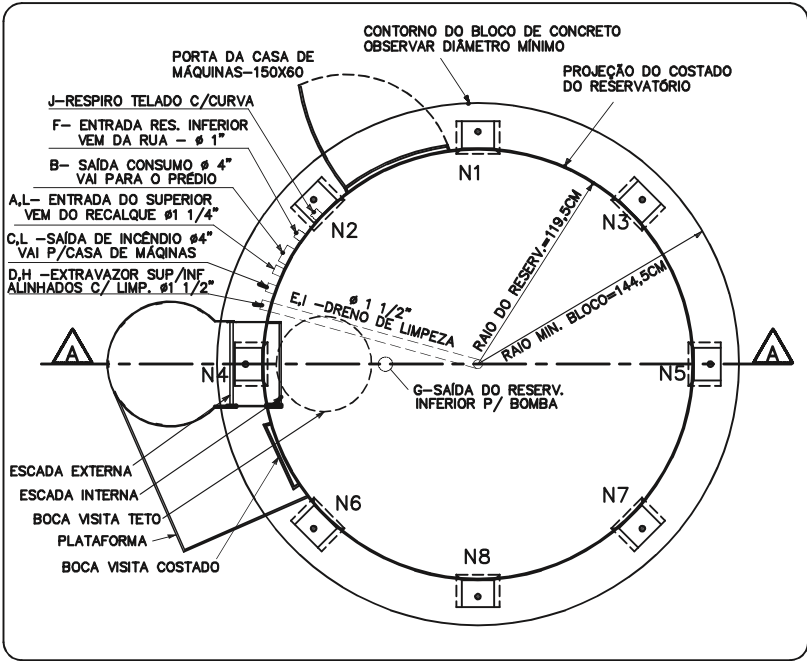 CONTORNO DO BLOCO DE CONCRETO
OBSERVAR DIÂMETRO MÍNIMO
PORTA DA CASA DE
MÁQUINAS-150X60
PROJEÇÃO DO COSTADO
DO RESERVATÓRIO
J-RESPIRO TELADO C/CURVA
F- ENTRADA RES. INFERIOR
VEM DA RUA - ø 1"
B- SAÍDA CONSUMO ø 4"
VAI PARA O PRÉDIO
A,L- ENTRADA DO SUPERIOR
VEM DO RECALQUE ø1 1/4"
C,L -SAÍDA DE INCÊNDIO ø4"
VAI P/CASA DE MÁQINAS
D,H -EXTRAVAZOR SUP/INF
ALINHADOS C/ LIMP. ø1 1/2"
N1
N2
N3
RAIO DO RESERV.=119,5CM
RAIO MIN. BLOCO=144,5CM
ø 1 1/2"
E,I -DRENO DE LIMPEZA
A
A
N4
N5
G-SAÍDA DO RESERV.
INFERIOR P/ BOMBA
ESCADA EXTERNA
ESCADA INTERNA
BOCA VISITA TETO
PLATAFORMA
BOCA VISITA COSTADO
N6
N7
N8